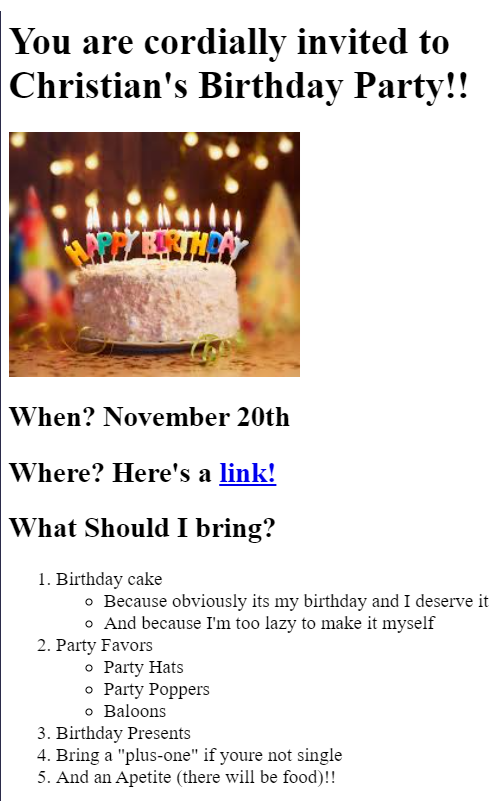 You are cordially invited to
Christian's Birthday Party!!
HAPPY BIRTHDAY
When? November 20th
Where? Here's a link!
What Should I bring?
1. Birthday cake
Because obviously its my birthday and I deserve it
And because I'm too lazy to make it myself
2. Party Favors
Party Hats
Party Poppers
Baloons
3. Birthday Presents
4. Bring a "plus-one" if youre not single
5. And an Apetite (there will be food)!!